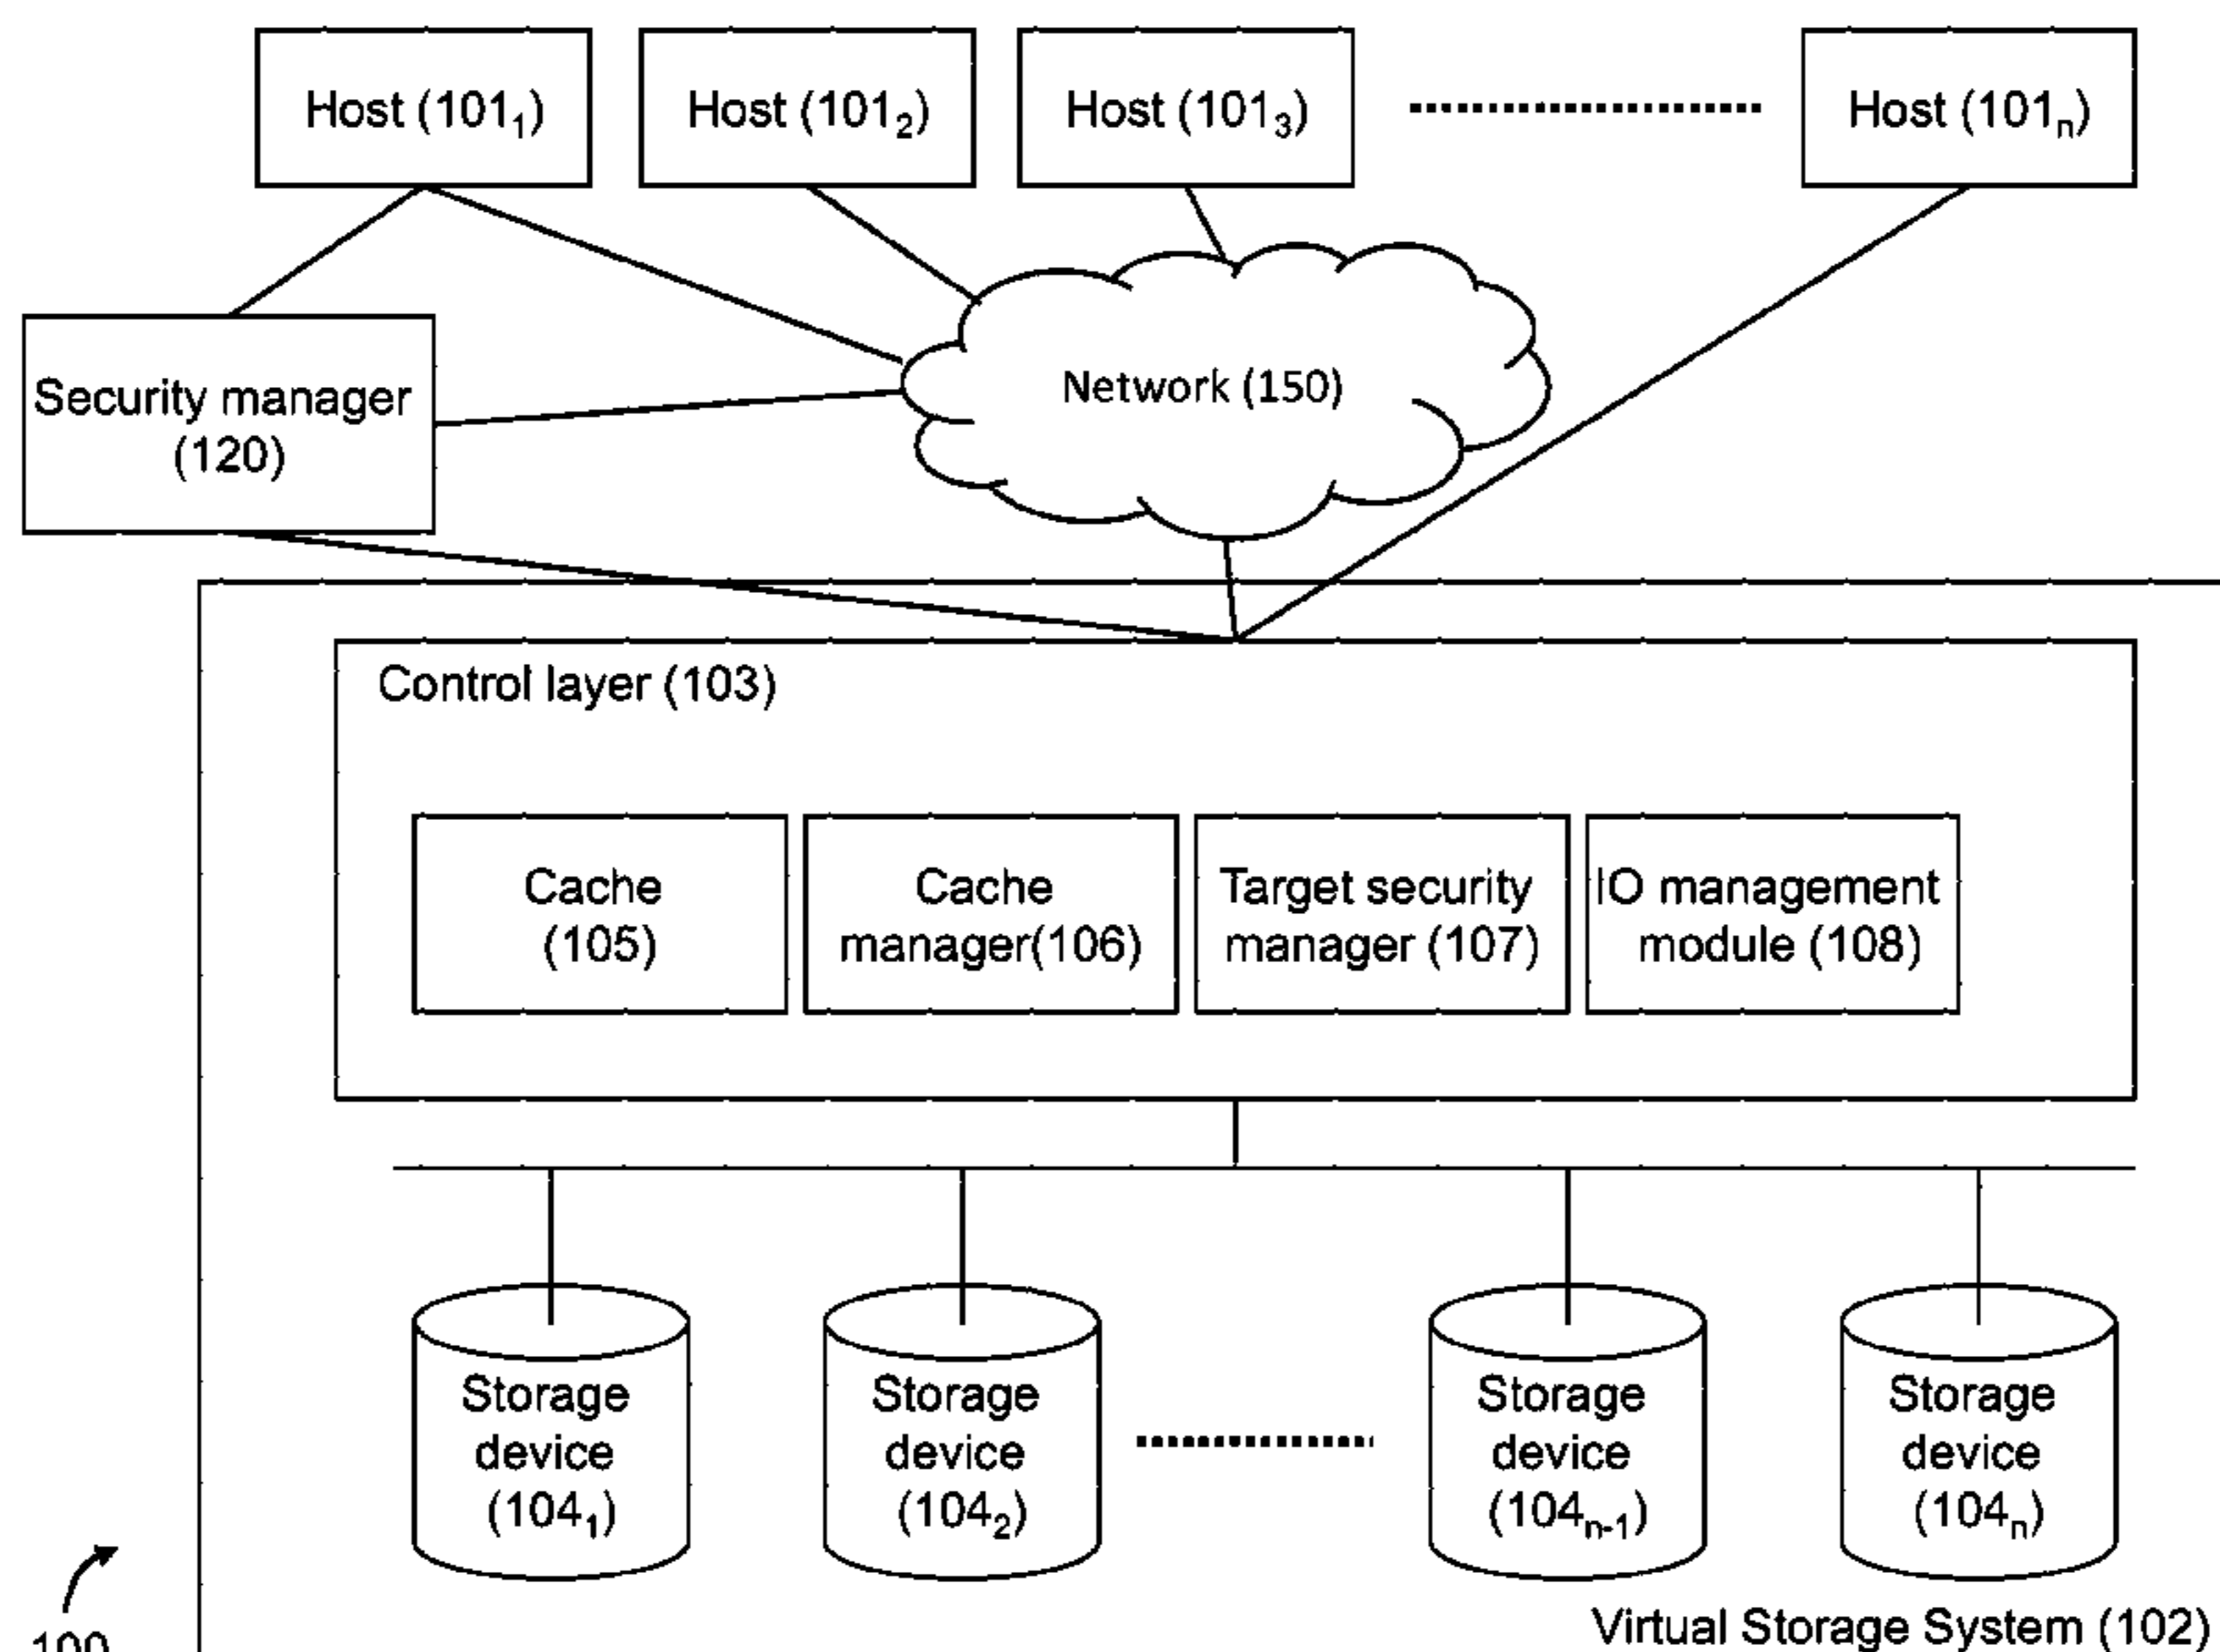 Host (101₁)
Host (101₂)
Host (101₃)
Host (101ₙ)
Security manager
(120)
Network (150)
Control layer (103)
Cache
(105)
Cache
manager(106)
Target security
manager (107)
IO management
module (108)
Storage
device
(104₁)
Storage
device
(104₂)
Storage
device
(104ₙ₋₁)
Storage
device
(104ₙ)
100
Virtual Storage System (102)